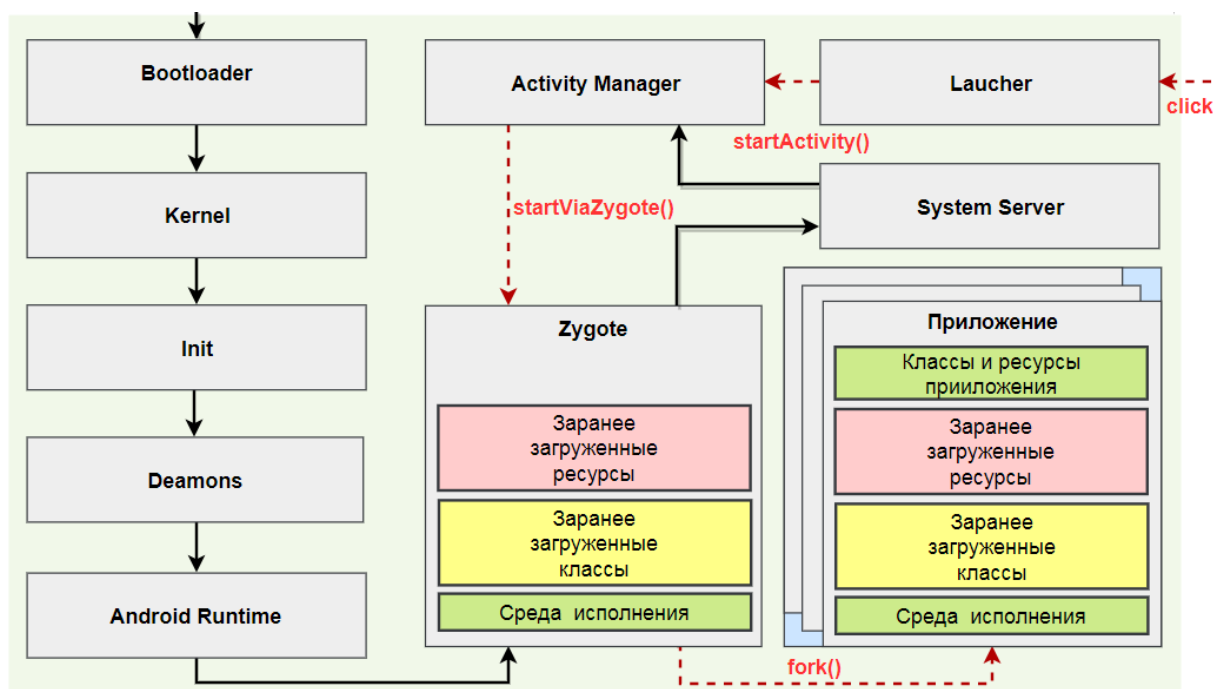 Bootloader
Kernel
Init
Deamons
Android Runtime
Activity Manager
Laucher
click
startActivity()
startViaZygote()
System Server
Zygote
Заранее
загруженные
ресурсы
Заранее
загруженные
классы
Среда исполнения
Приложение
Классы и ресурсы
прииложения
Заранее
загруженные
ресурсы
Заранее
загруженные
классы
Среда исполнения
fork()